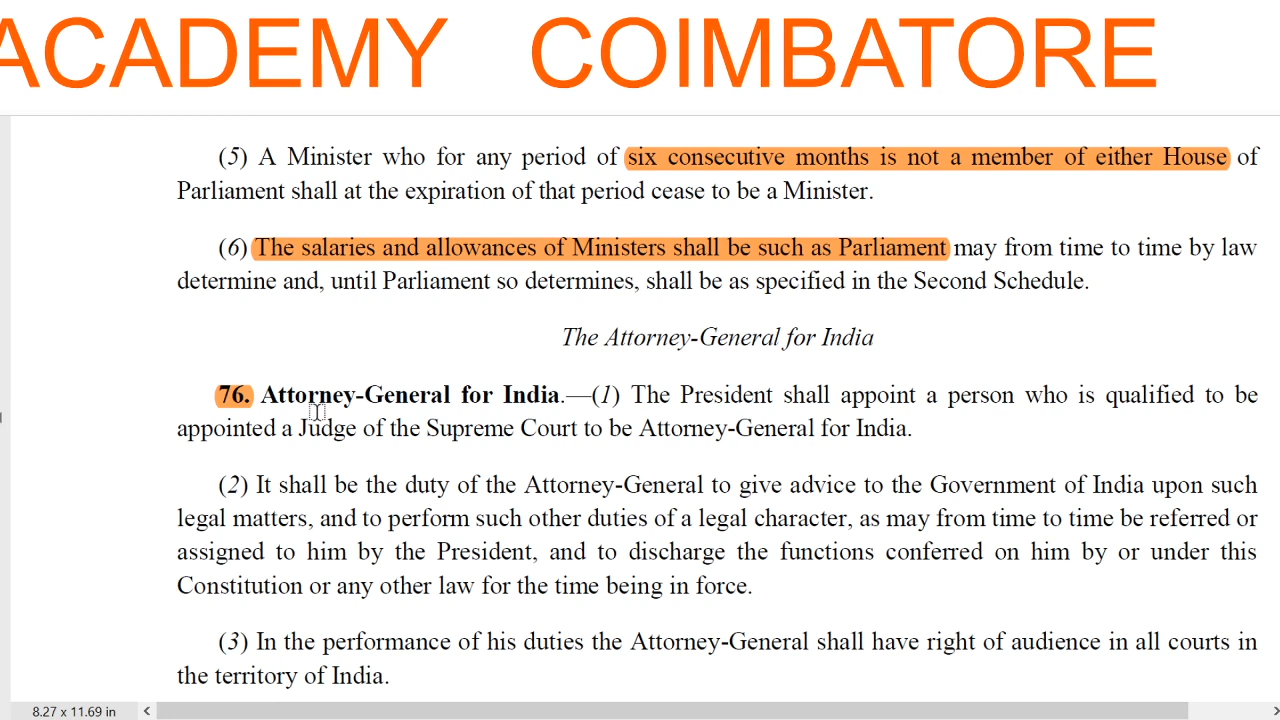 ACADEMY COIMBATORE
(5) A Minister who for any period of six consecutive months is not a member of either House of
Parliament shall at the expiration of that period cease to be a Minister.
(6) The salaries and allowances of Ministers shall be such as Parliament may from time to time by law
determine and, until Parliament so determines, shall be as specified in the Second Schedule.
The Attorney-General for India
76. Attorney-General for India.—(1) The President shall appoint a person who is qualified to be
appointed a Judge of the Supreme Court to be Attorney-General for India.
(2) It shall be the duty of the Attorney-General to give advice to the Government of India upon such
legal matters, and to perform such other duties of a legal character, as may from time to time be referred or
assigned to him by the President, and to discharge the functions conferred on him by or under this
Constitution or any other law for the time being in force.
(3) In the performance of his duties the Attorney-General shall have right of audience in all courts in
the territory of India.
8.27 x 11.69 in